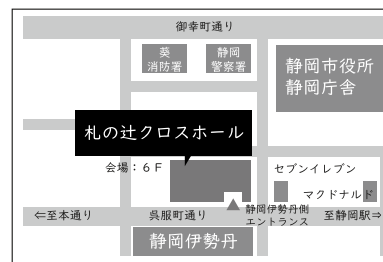 御幸町通り
葵
消防署
静岡
警察署
静岡市役所
静岡庁舎
札の辻クロスホール
会場：６Ｆ
セブンイレブン
マクドナルド
⇐至本通り
呉服町通り
静岡伊勢丹側
エントランス
至静岡駅⇒
静岡伊勢丹